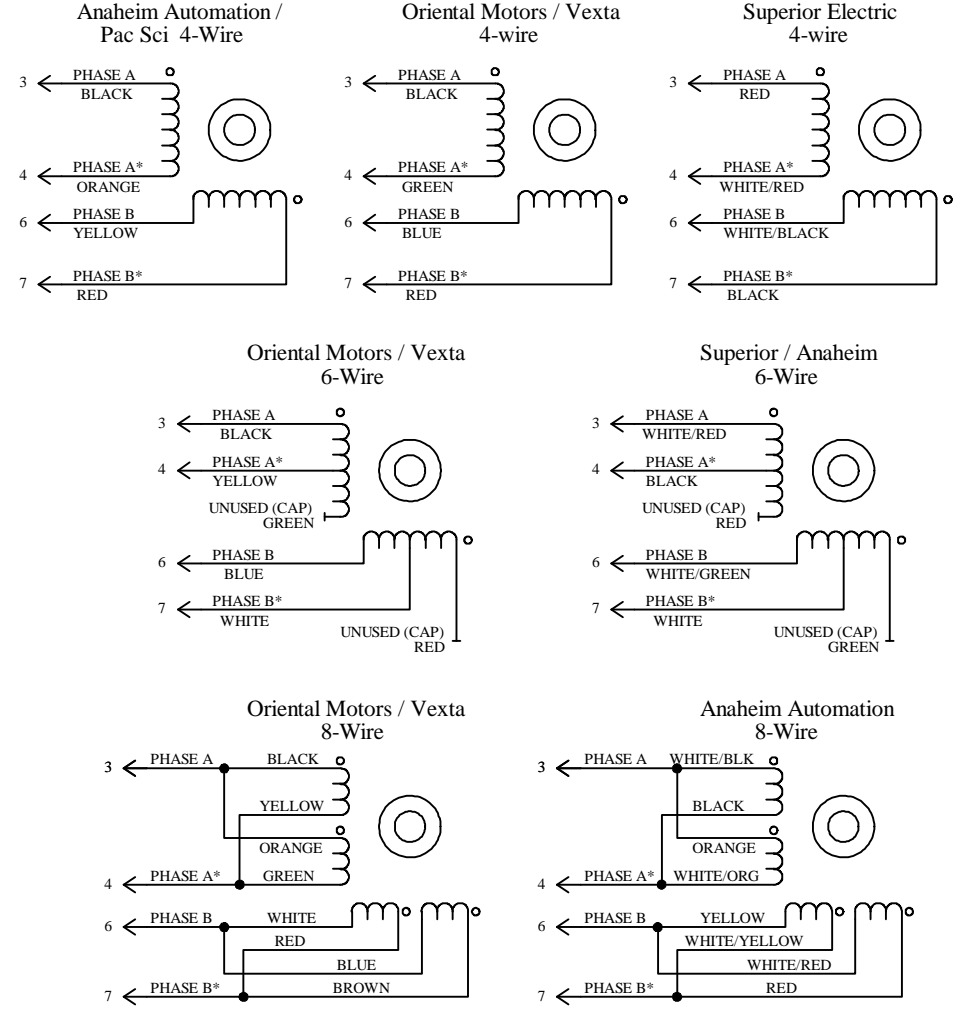 Anaheim Automation /
Pac Sci 4-Wire
3
PHASE A
BLACK
4
PHASE A*
ORANGE
6
PHASE B
YELLOW
7
PHASE B*
RED
Oriental Motors / Vexta
4-wire
3
PHASE A
BLACK
4
PHASE A*
GREEN
6
PHASE B
BLUE
7
PHASE B*
RED
Superior Electric
4-wire
3
PHASE A
RED
4
PHASE A*
WHITE/RED
6
PHASE B
WHITE/BLACK
7
PHASE B*
BLACK
Oriental Motors / Vexta
6-Wire
3
PHASE A
BLACK
4
PHASE A*
YELLOW
UNUSED (CAP)
GREEN
6
PHASE B
BLUE
7
PHASE B*
WHITE
UNUSED (CAP)
RED
Superior / Anaheim
6-Wire
3
PHASE A
WHITE/RED
4
PHASE A*
BLACK
UNUSED (CAP)
RED
6
PHASE B
WHITE/GREEN
7
PHASE B*
WHITE
UNUSED (CAP)
GREEN
Oriental Motors / Vexta
8-Wire
3
PHASE A
BLACK
YELLOW
ORANGE
4
PHASE A*
GREEN
6
PHASE B
WHITE
RED
BLUE
7
PHASE B*
BROWN
Anaheim Automation
8-Wire
3
PHASE A
WHITE/BLK
BLACK
ORANGE
4
PHASE A*
WHITE/ORG
6
PHASE B
YELLOW
WHITE/YELLOW
WHITE/RED
7
PHASE B*
RED